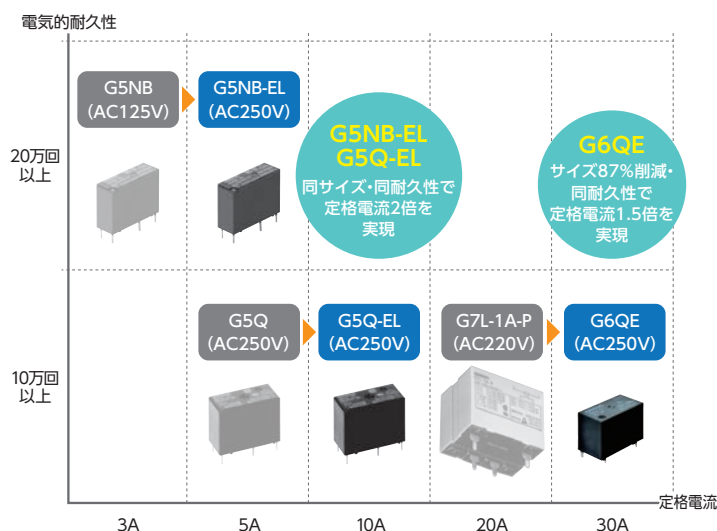 電気的耐久性
G5NB
(AC125V)
G5NB-EL
(AC250V)
G5NB-EL
G5Q-EL
同サイズ・同耐久性で
定格電流2倍を
実現
G6QE
サイズ87%削減・
同耐久性で
定格電流1.5倍を
実現
20万回
以上
G5Q
(AC250V)
G5Q-EL
(AC250V)
G7L-1A-P
(AC220V)
G6QE
(AC250V)
10万回
以上
定格電流
3A
5A
10A
20A
30A